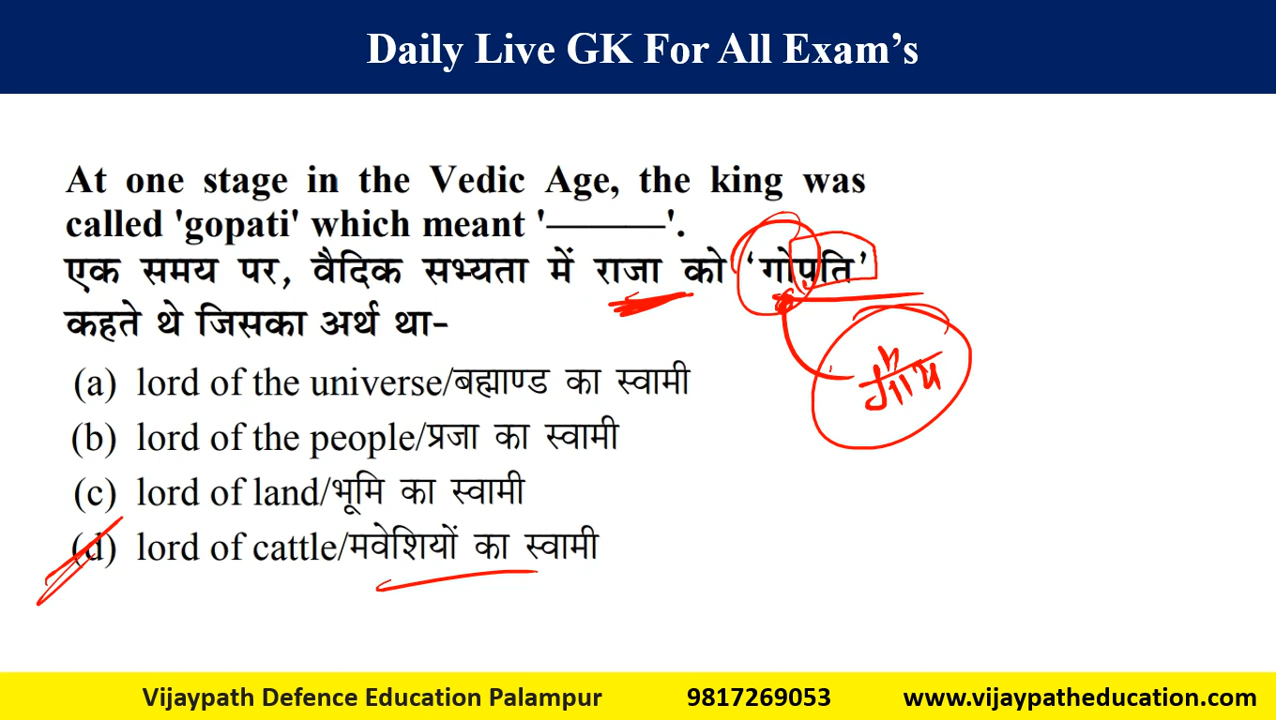 Daily Live GK For All Exam’s
At one stage in the Vedic Age, the king was
called 'gopati' which meant '———'.
एक समय पर, वैदिक सभ्यता में राजा को ‘गोपति’
कहते थे जिसका अर्थ था-
गाय
(a) lord of the universe/बह्माण्ड का स्वामी
(b) lord of the people/प्रजा का स्वामी
(c) lord of land/भूमि का स्वामी
(d) lord of cattle/मवेशियों का स्वामी
Vijaypath Defence Education Palampur 9817269053 www.vijaypatheducation.com